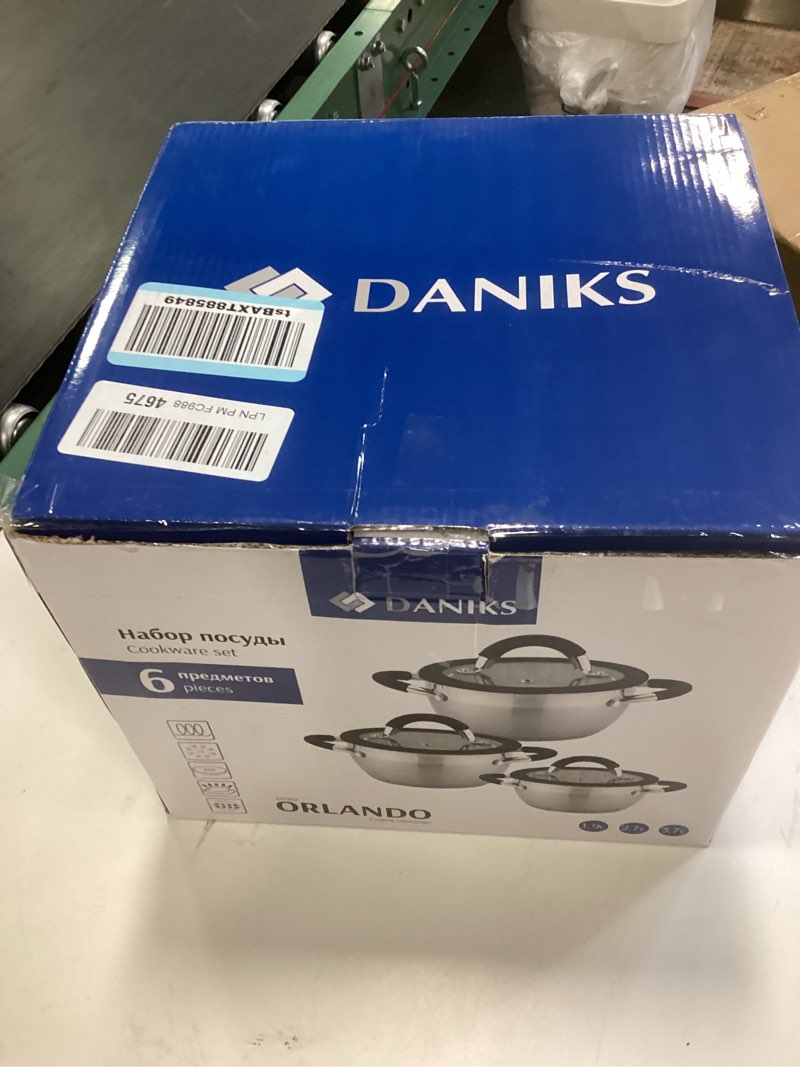 DANIKS
tsBAXT885849
LPN PM FC988 4675
DANIKS
Набор посуды
Cookware set
6 предметов
pieces
ORLANDO